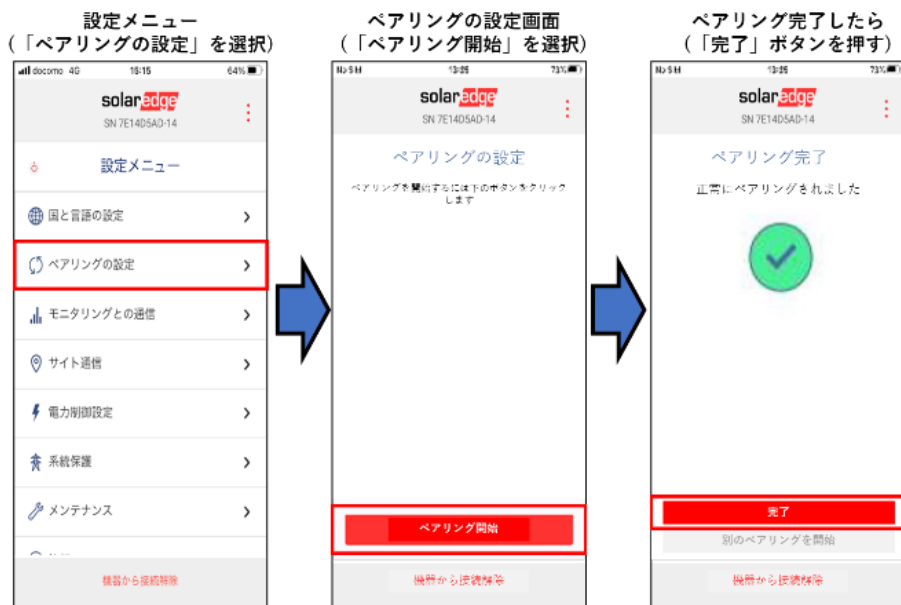 設定メニュー
(「ペアリングの設定」を選択)
docomo 4G 15:15 64%
solaredge
SN 7E14D5AD-14
設定メニュー
国と言語の設定
ペアリングの設定
モニタリングとの通信
サイト通信
電力制御設定
系統保護
メンテナンス
機器から接続解除
ペアリングの設定画面
(「ペアリング開始」を選択)
13:25 73%
solaredge
SN 7E14D5AD-14
ペアリングの設定
ペアリングを開始するには下のボタンをクリック
します
ペアリング開始
機器から接続解除
ペアリング完了したら
(「完了」ボタンを押す)
13:25 73%
solaredge
SN 7E14D5AD-14
ペアリング完了
正常にペアリングされました
完了
別のペアリングを開始
機器から接続解除